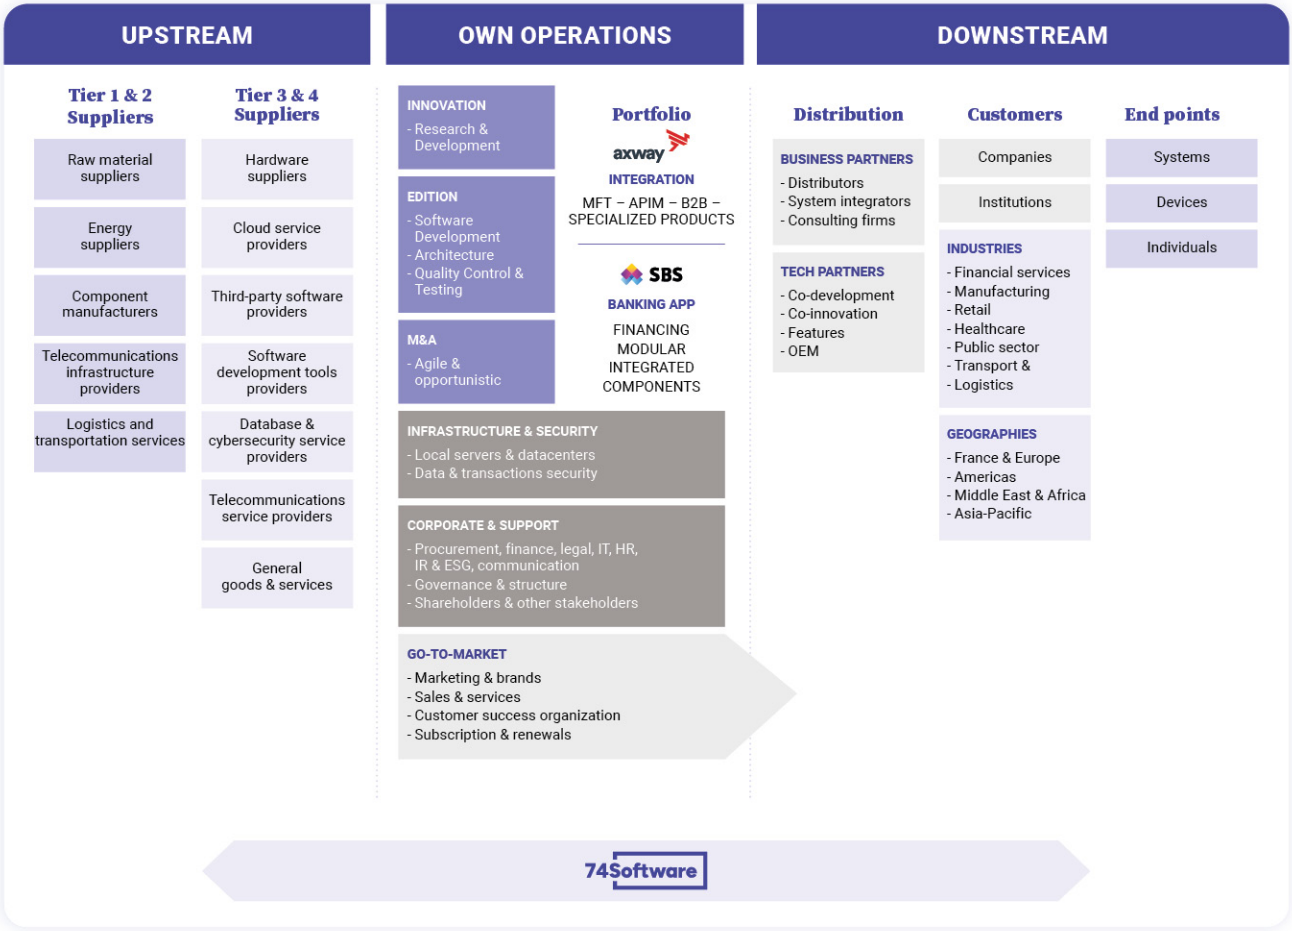 UPSTREAM
Tier 1 & 2
Suppliers
Raw material
suppliers
Energy
suppliers
Component
manufacturers
Telecommunications
infrastructure
providers
Logistics and
transportation services
Tier 3 & 4
Suppliers
Hardware
suppliers
Cloud service
providers
Third-party software
providers
Software
development tools
providers
Database &
cybersecurity service
providers
Telecommunications
service providers
General
goods & services
OWN OPERATIONS
INNOVATION
- Research &
Development
EDITION
- Software
Development
- Architecture
- Quality Control &
Testing
M&A
- Agile &
opportunistic
Portfolio
axway
INTEGRATION
MFT – APIM – B2B –
SPECIALIZED PRODUCTS
SBS
BANKING APP
FINANCING
MODULAR
INTEGRATED
COMPONENTS
INFRASTRUCTURE & SECURITY
- Local servers & datacenters
- Data & transactions security
CORPORATE & SUPPORT
- Procurement, finance, legal, IT, HR,
IR & ESG, communication
- Governance & structure
- Shareholders & other stakeholders
GO-TO-MARKET
- Marketing & brands
- Sales & services
- Customer success organization
- Subscription & renewals
DOWNSTREAM
Distribution
BUSINESS PARTNERS
- Distributors
- System integrators
- Consulting firms
TECH PARTNERS
- Co-development
- Co-innovation
- Features
- OEM
Customers
Companies
Institutions
INDUSTRIES
- Financial services
- Manufacturing
- Retail
- Healthcare
- Public sector
- Transport &
- Logistics
GEOGRAPHIES
- France & Europe
- Americas
- Middle East & Africa
- Asia-Pacific
End points
Systems
Devices
Individuals
74Software